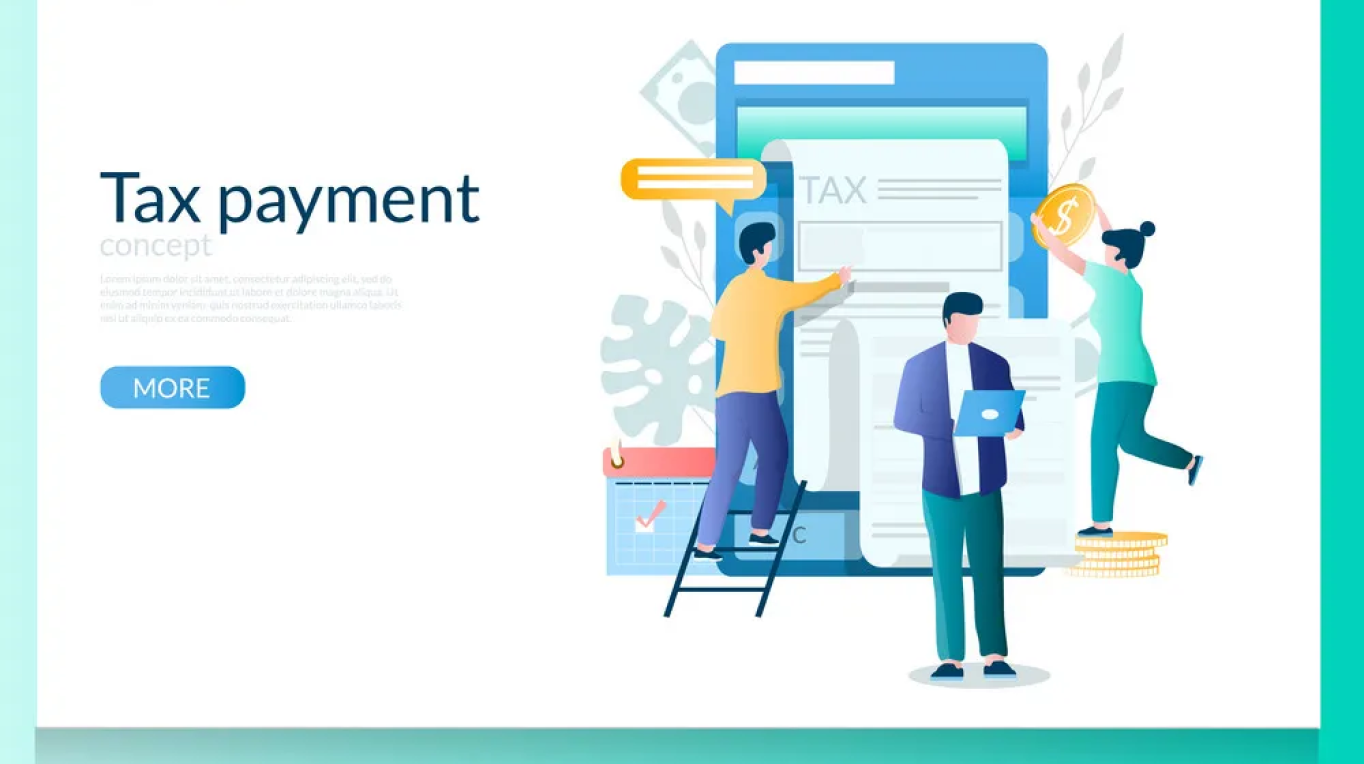 Tax payment
concept
Lorem ipsum dolor sit amet, consectetur adipiscing elit, sed do
eiusmod tempor incididunt ut labore et dolore magna aliqua. Ut
enim ad minim veniam, quis nostrud exercitation ullamco laboris
nisi ut aliquip ex ea commodo consequat.
MORE
TAX
$
C